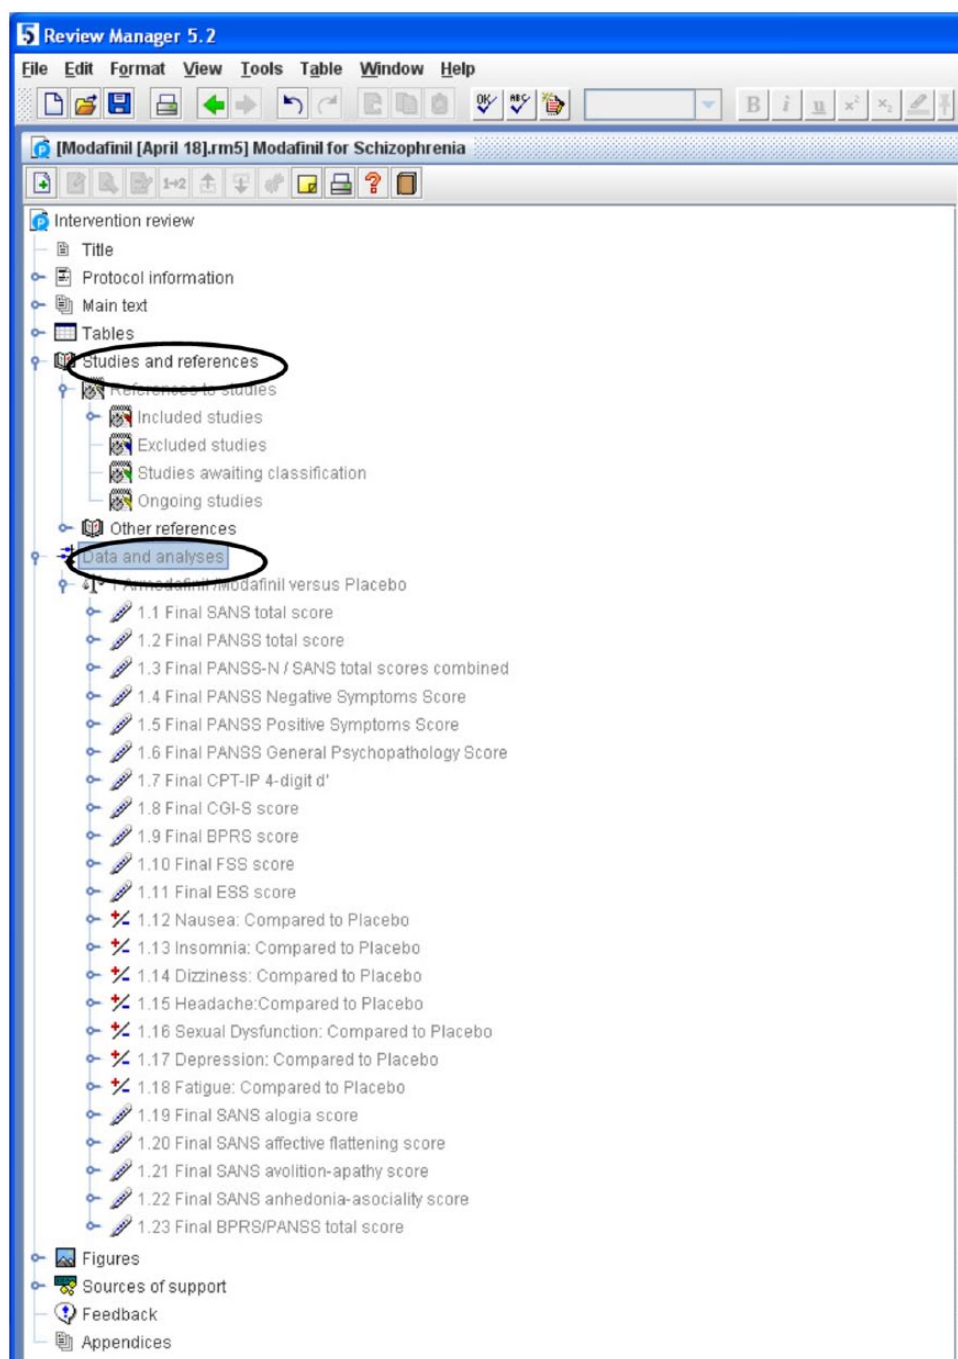 5 Review Manager 5.2
File Edit Format View Tools Table Window Help
OK ABC B i u x² x₂
[Modafinil [April 18].rm5] Modafinil for Schizophrenia
1→2 ?
Intervention review
Title
Protocol information
Main text
Tables
Studies and references
References to studies
Included studies
Excluded studies
Studies awaiting classification
Ongoing studies
Other references
Data and analyses
1 Armodafinil /Modafinil versus Placebo
1.1 Final SANS total score
1.2 Final PANSS total score
1.3 Final PANSS-N / SANS total scores combined
1.4 Final PANSS Negative Symptoms Score
1.5 Final PANSS Positive Symptoms Score
1.6 Final PANSS General Psychopathology Score
1.7 Final CPT-IP 4-digit d'
1.8 Final CGI-S score
1.9 Final BPRS score
1.10 Final FSS score
1.11 Final ESS score
1.12 Nausea: Compared to Placebo
1.13 Insomnia: Compared to Placebo
1.14 Dizziness: Compared to Placebo
1.15 Headache:Compared to Placebo
1.16 Sexual Dysfunction: Compared to Placebo
1.17 Depression: Compared to Placebo
1.18 Fatigue: Compared to Placebo
1.19 Final SANS alogia score
1.20 Final SANS affective flattening score
1.21 Final SANS avolition-apathy score
1.22 Final SANS anhedonia-asociality score
1.23 Final BPRS/PANSS total score
Figures
Sources of support
Feedback
Appendices